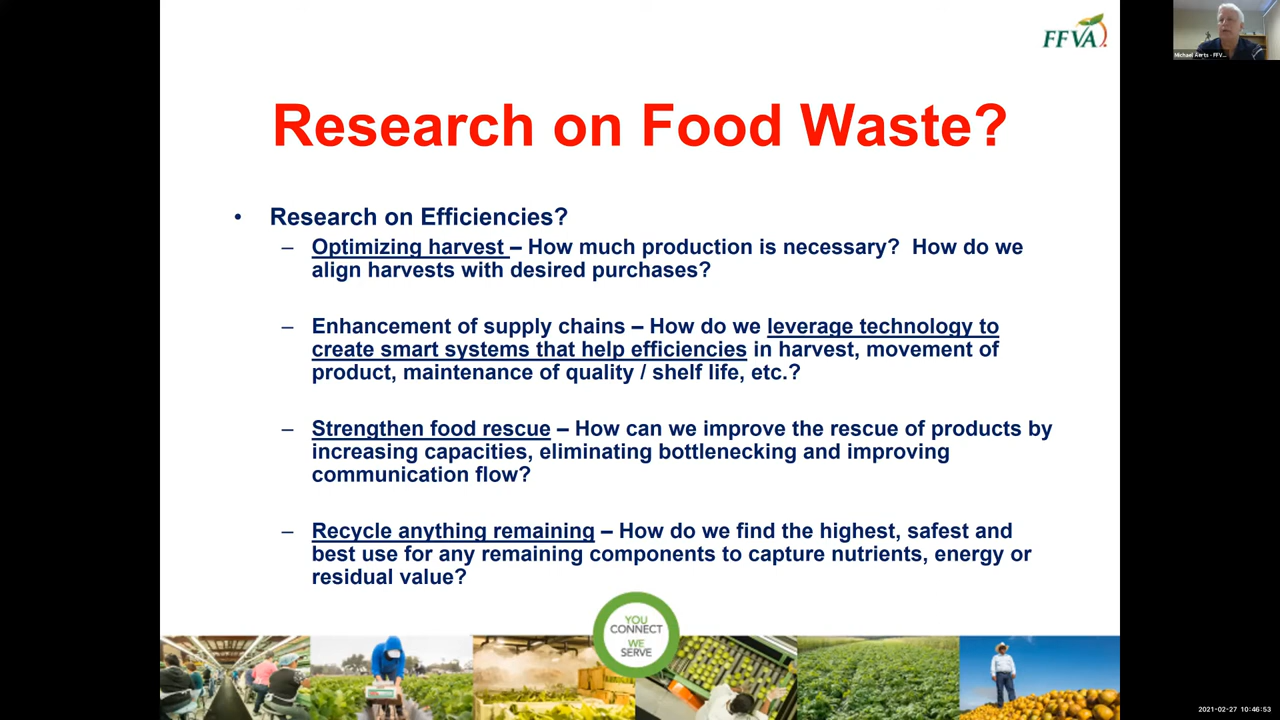 FFVA
Michael Aerts - FFV...
Research on Food Waste?
• Research on Efficiencies?
– Optimizing harvest – How much production is necessary? How do we
align harvests with desired purchases?
– Enhancement of supply chains – How do we leverage technology to
create smart systems that help efficiencies in harvest, movement of
product, maintenance of quality / shelf life, etc.?
– Strengthen food rescue – How can we improve the rescue of products by
increasing capacities, eliminating bottlenecking and improving
communication flow?
– Recycle anything remaining – How do we find the highest, safest and
best use for any remaining components to capture nutrients, energy or
residual value?
YOU
CONNECT
WE
SERVE
2021-02-27 10:46:53